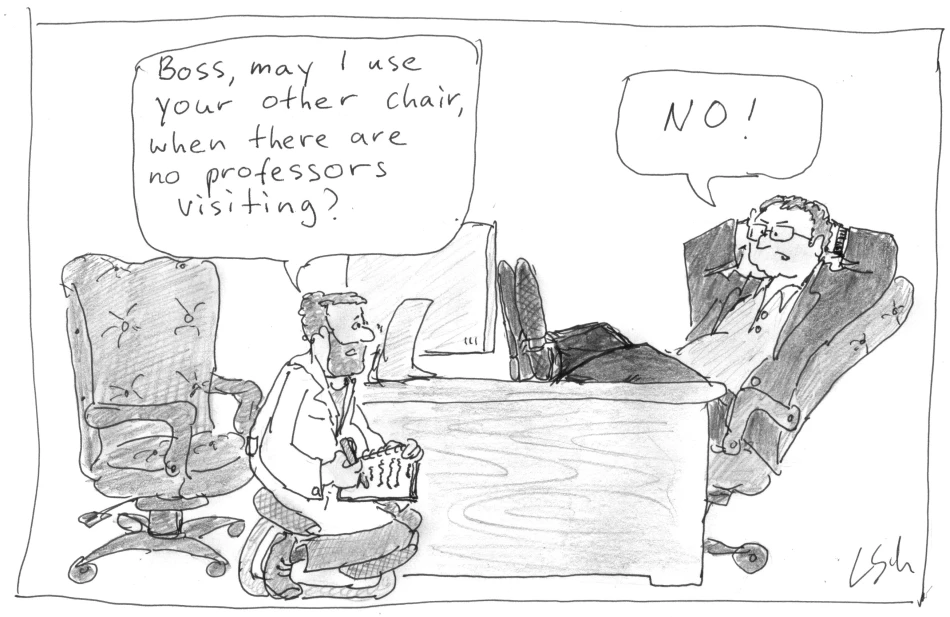 Boss, may I use
your other chair,
when there are
no professors
visiting?
NO!
LSch